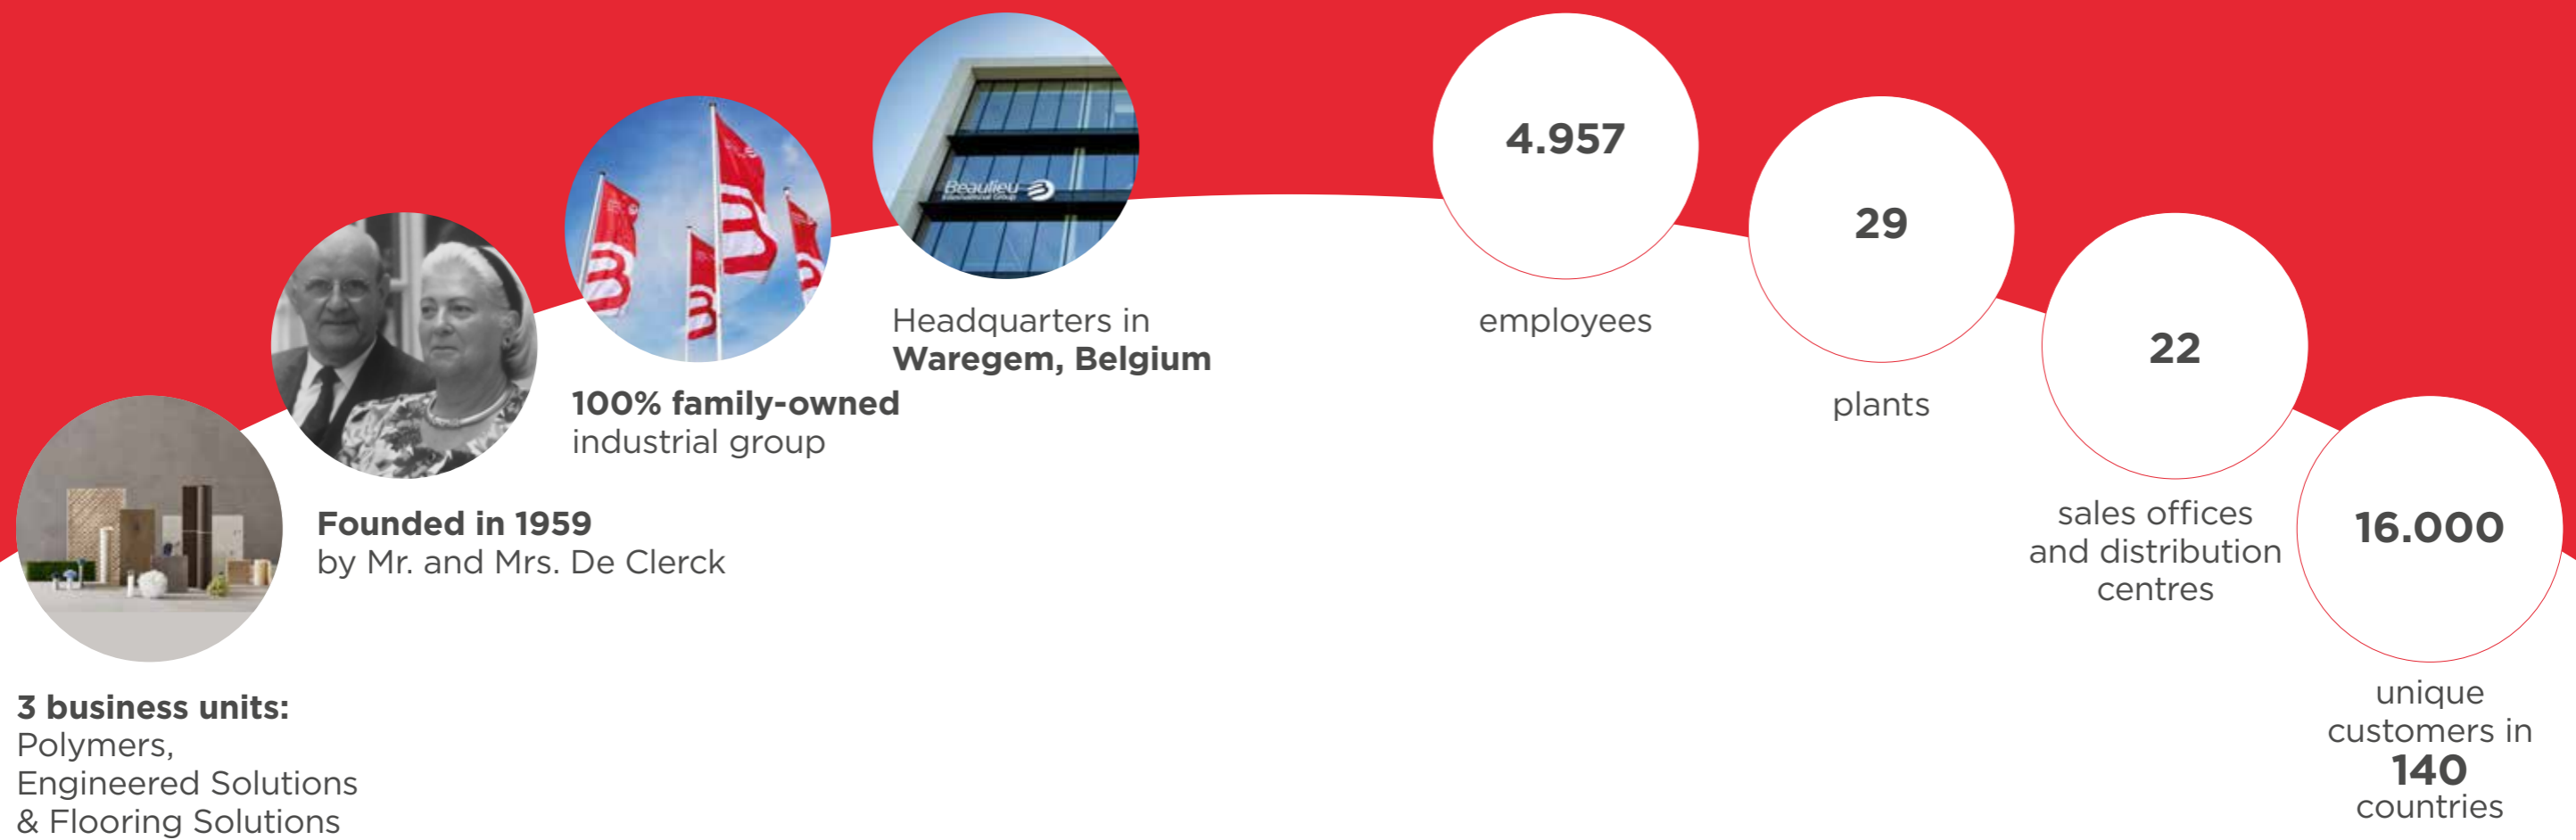 Beaulieu
International Group
Headquarters in
Waregem, Belgium
100% family-owned
industrial group
Founded in 1959
by Mr. and Mrs. De Clerck
3 business units:
Polymers,
Engineered Solutions
& Flooring Solutions
4.957
employees
29
plants
22
sales offices
and distribution
centres
16.000
unique
customers in
140
countries